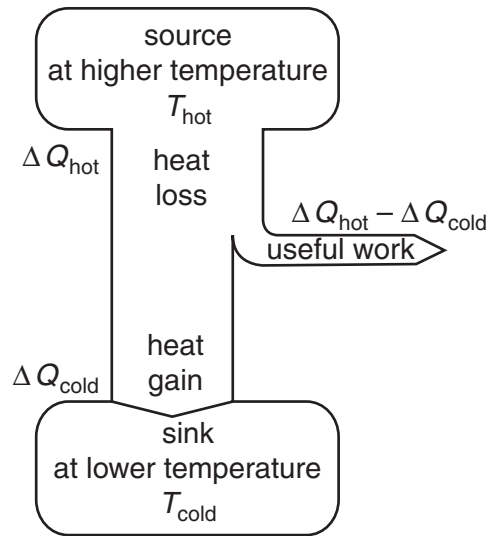 source
at higher temperature
T_hot
ΔQ_hot
heat
loss
ΔQ_hot – ΔQ_cold
useful work
heat
gain
ΔQ_cold
sink
at lower temperature
T_cold